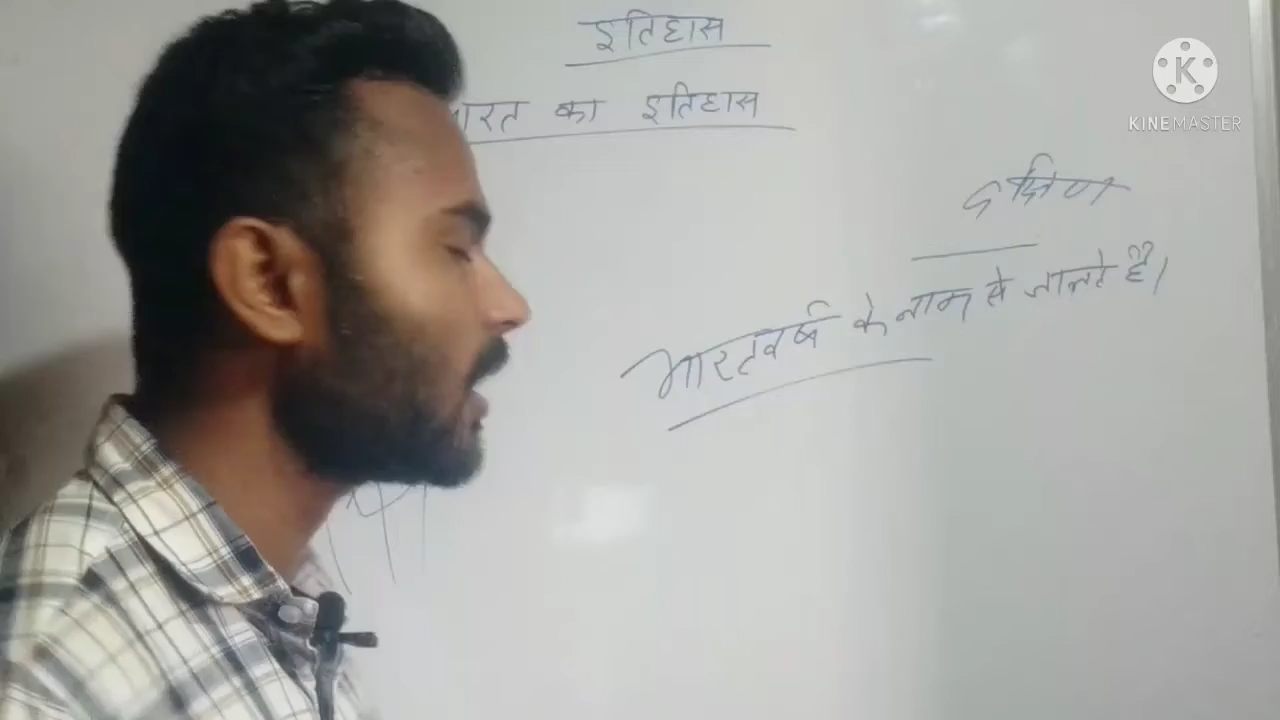 इतिहास
भारत का इतिहास
KINEMASTER
दक्षिण
भारतवर्ष के नाम से जानते है।